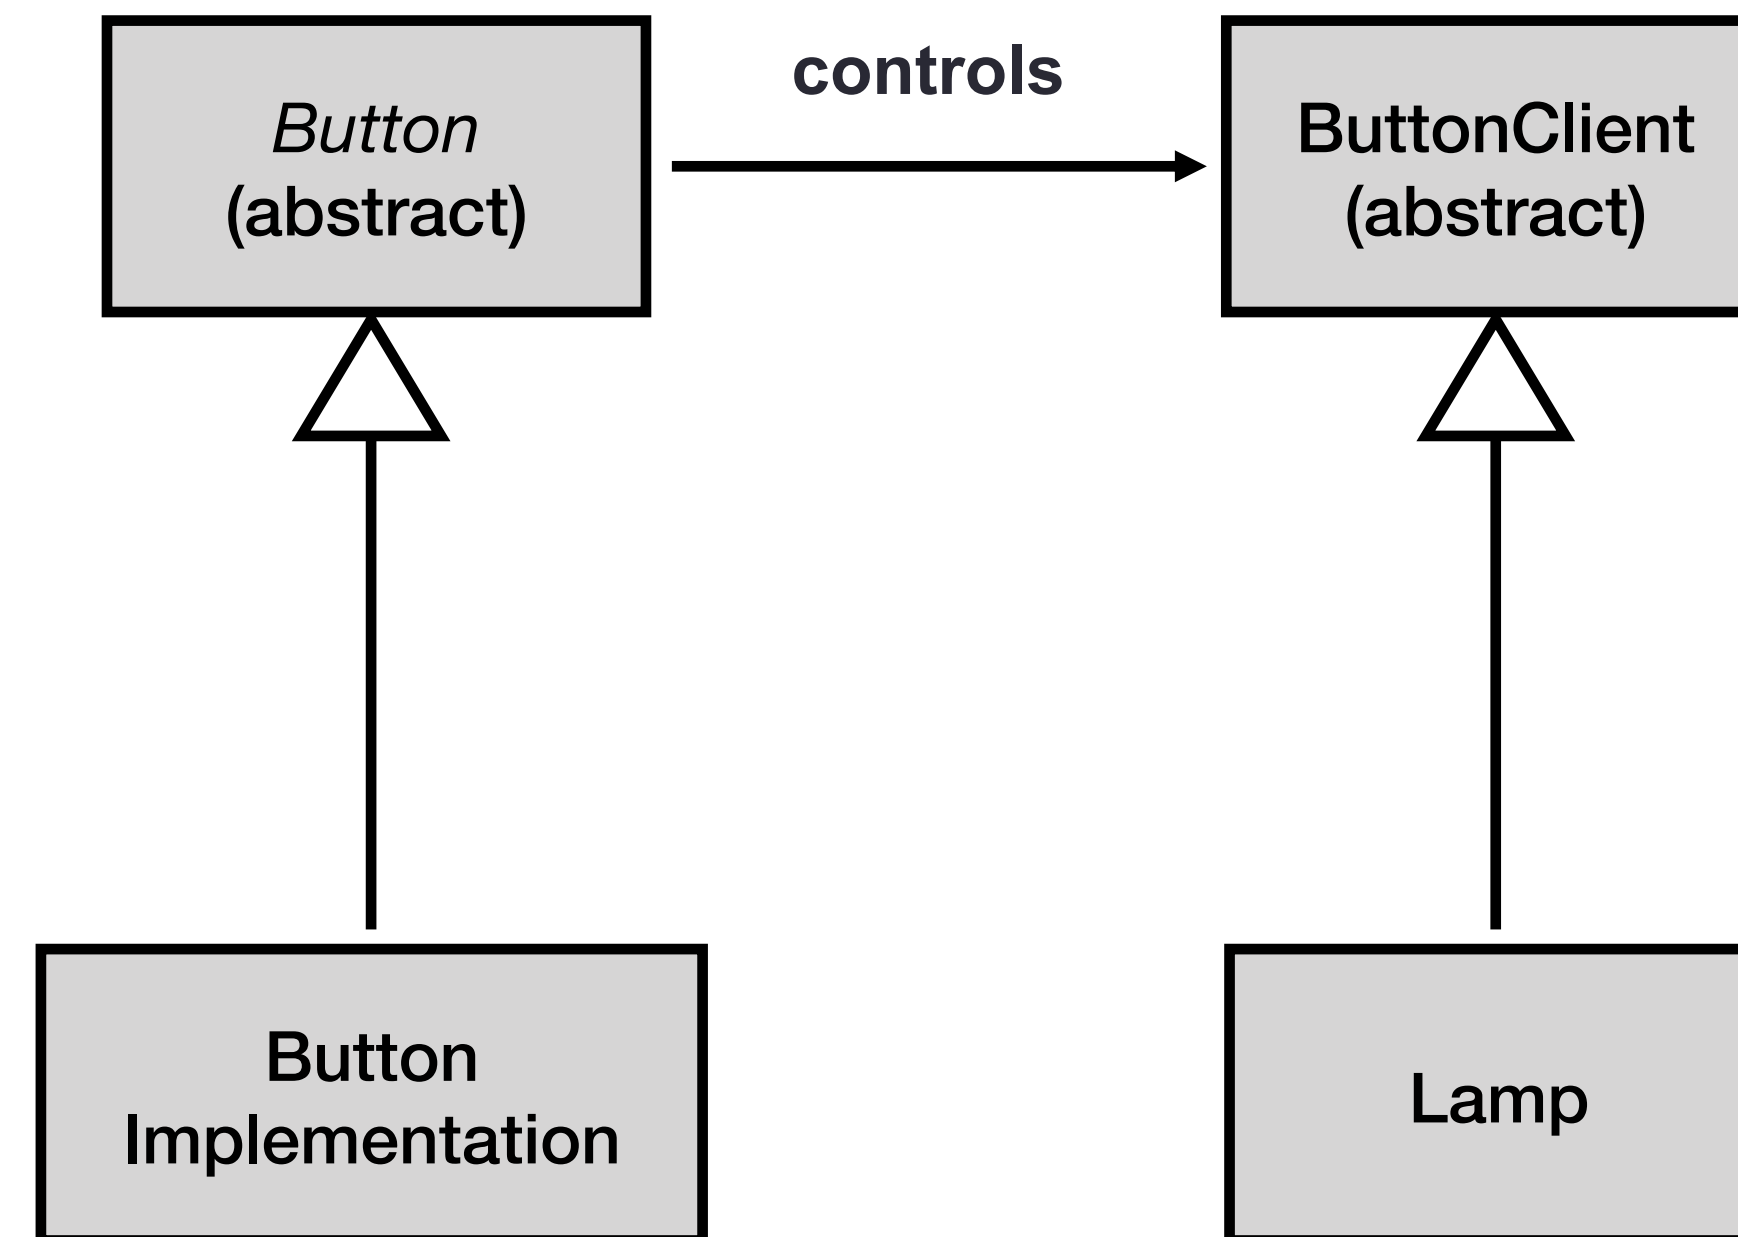 Button
(abstract)
controls
ButtonClient
(abstract)
Button
Implementation
Lamp